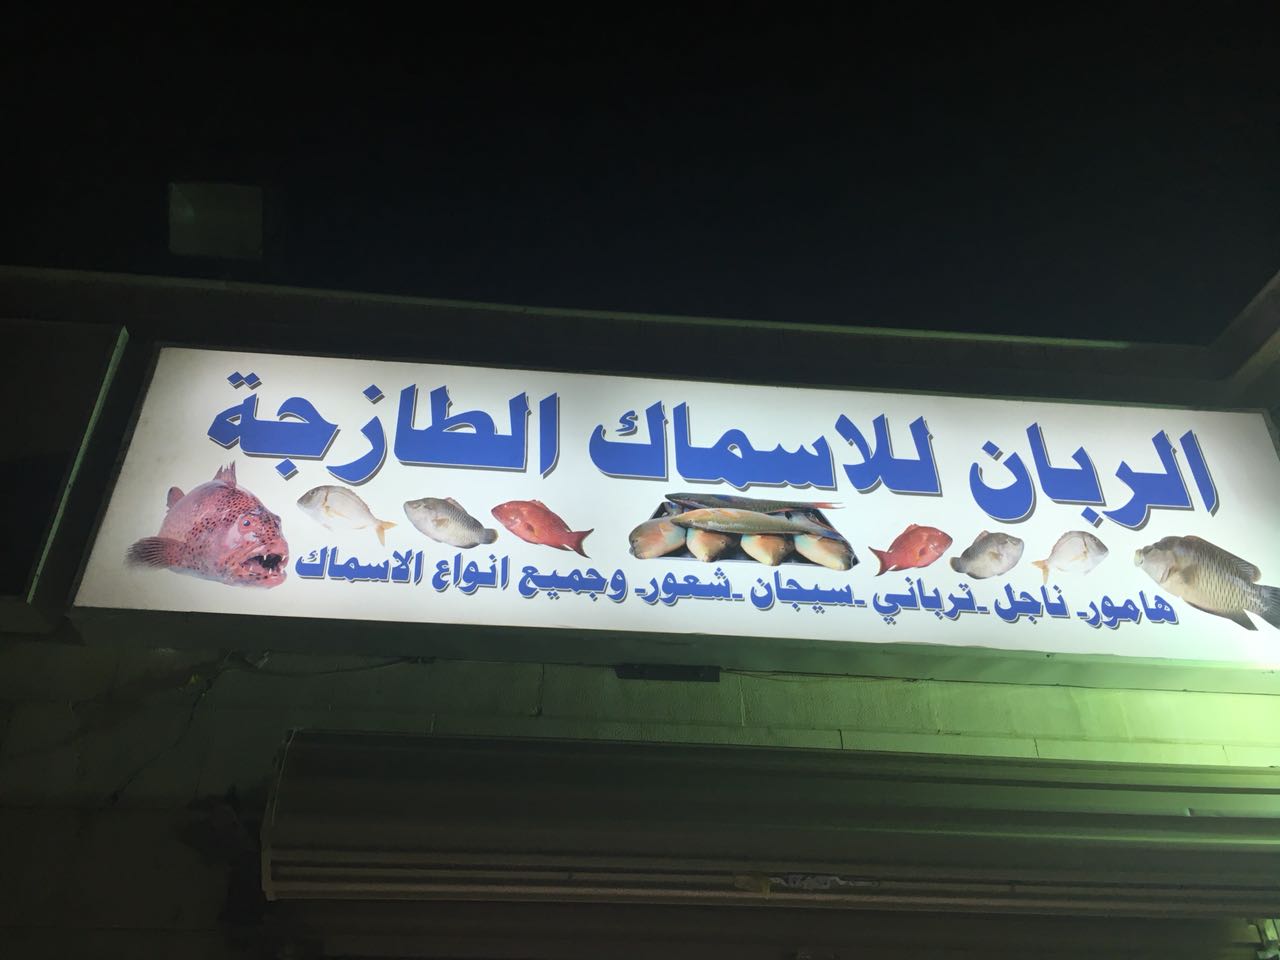 الربان للاسماك الطازجة
هامور- ناجل - ترباني - سيجان - شعور- وجميع انواع الاسماك